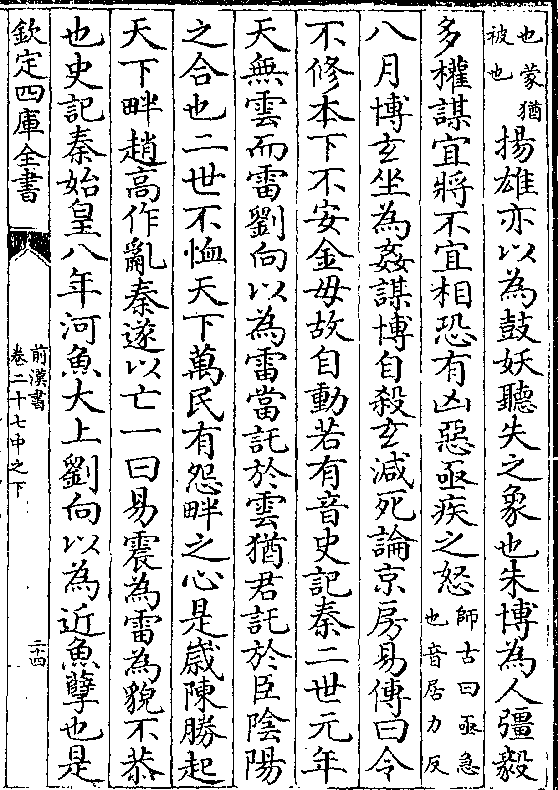 也蒙猶
被也
揚雄亦以為鼓妖聽失之象也朱博為人彊毅
多權謀宜將不宜相恐有凶惡亟疾之怒
師古曰亟急
也音居力反
八月博玄坐為姦謀博自殺玄減死論京房易傳曰令
不修本下不安金毋故自動若有音史記秦二世元年
天無雲而雷劉向以為雷當託於雲猶君託於臣陰陽
之合也二世不恤天下萬民有怨畔之心是歲陳勝起
天下畔趙高作亂秦遂以亡一曰易震為雷為貌不恭
也史記秦始皇八年河魚大上劉向以為近魚孽也是
欽定四庫全書
前漢書
卷二十七中之下
二十四